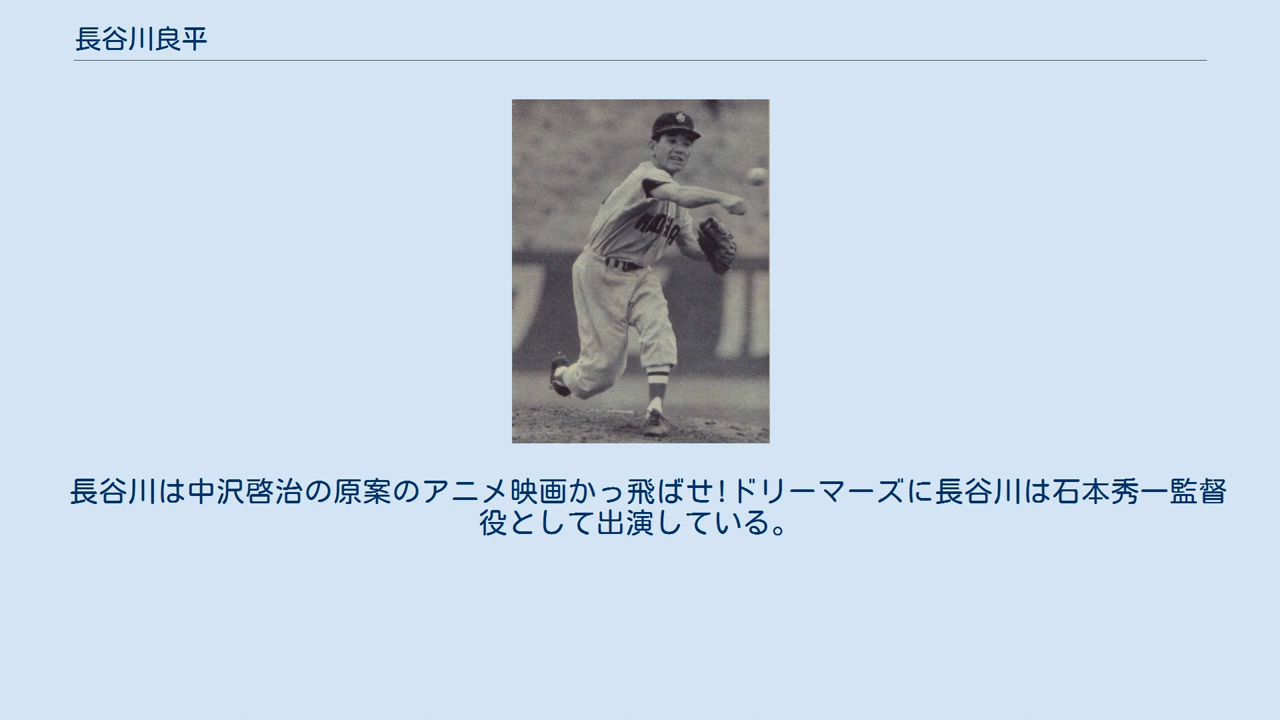 長谷川良平
長谷川は中沢啓治の原案のアニメ映画かっ飛ばせ!ドリーマーズに長谷川は石本秀一監督
役として出演している。